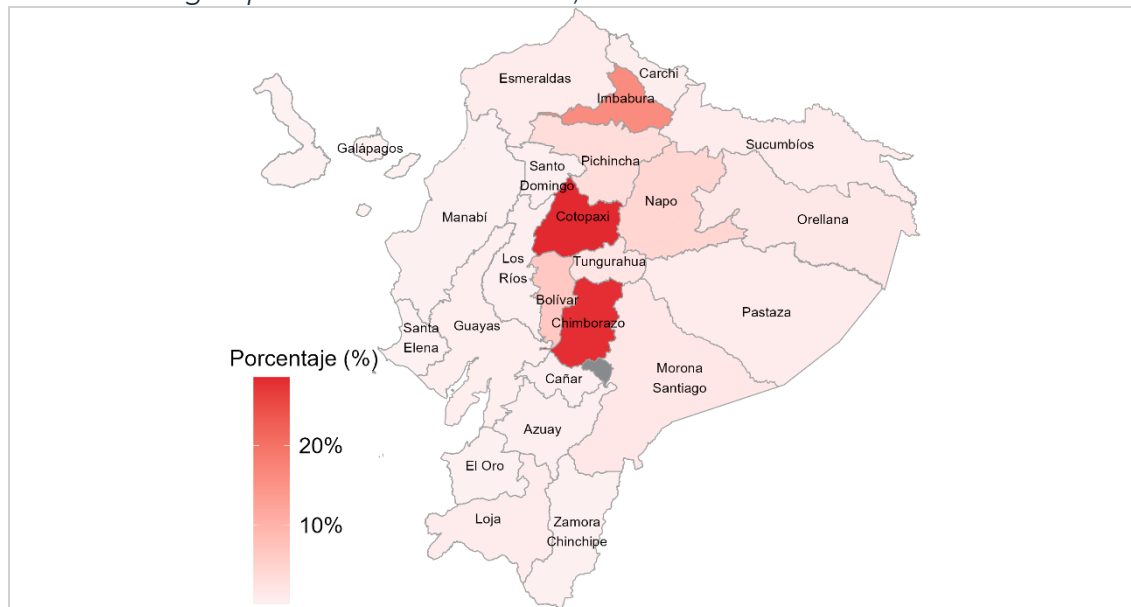 Esmeraldas
Carchi
Imbabura
Sucumbíos
Galápagos
Pichincha
Santo
Domingo
Napo
Manabí
Cotopaxi
Orellana
Los
Ríos
Tungurahua
Bolívar
Pastaza
Chimborazo
Guayas
Santa
Elena
Porcentaje (%)
Morona
Santiago
Cañar
Azuay
20%
El Oro
Loja
10%
Zamora
Chinchipe